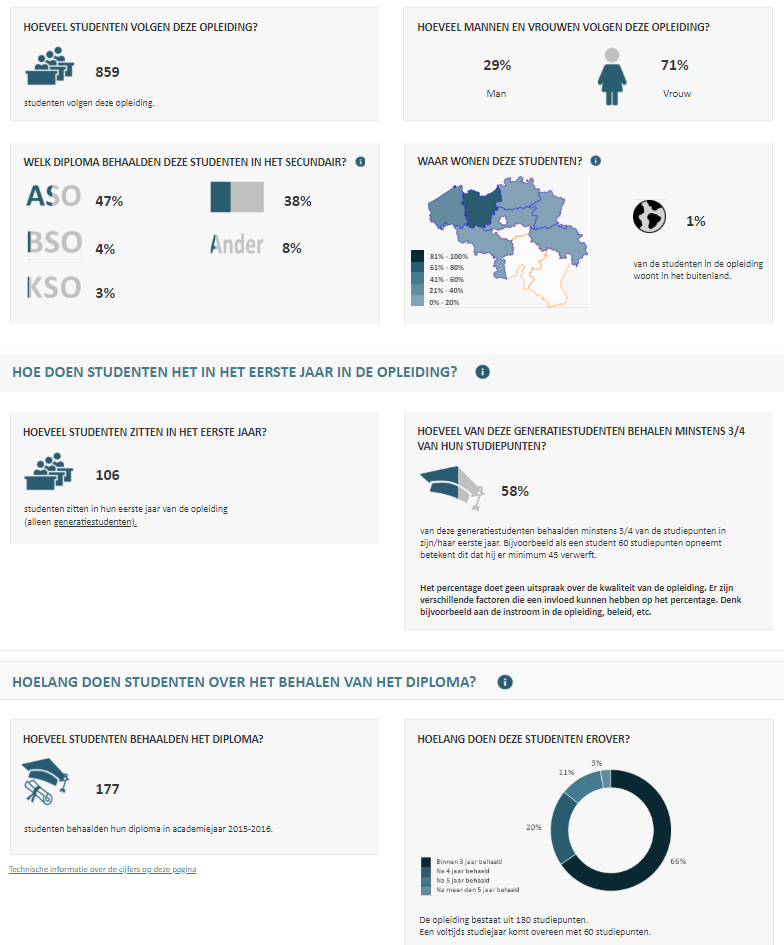 HOEVEEL STUDENTEN VOLGEN DEZE OPLEIDING?
859
studenten volgen deze opleiding.
HOEVEEL MANNEN EN VROUWEN VOLGEN DEZE OPLEIDING?
29%
71%
Man
Vrouw
WELK DIPLOMA BEHAALDEN DEZE STUDENTEN IN HET SECUNDAIR? i
ASO 47%
38%
BSO 4%
Ander 8%
KSO 3%
WAAR WONEN DEZE STUDENTEN? i
81% - 100%
61% - 80%
41% - 60%
21% - 40%
0% - 20%
1%
van de studenten in de opleiding
woont in het buitenland.
HOE DOEN STUDENTEN HET IN HET EERSTE JAAR IN DE OPLEIDING? i
HOEVEEL STUDENTEN ZITTEN IN HET EERSTE JAAR?
106
studenten zitten in hun eerste jaar van de opleiding
(alleen generatiestudenten).
HOEVEEL VAN DEZE GENERATIESTUDENTEN BEHALEN MINSTENS 3/4
VAN HUN STUDIEPUNTEN?
58%
van deze generatiestudenten behaalden minstens 3/4 van de studiepunten in
zijn/haar eerste jaar. Bijvoorbeeld als een student 60 studiepunten opneemt
betekent dit dat hij er minimum 45 verwerft.
Het percentage doet geen uitspraak over de kwaliteit van de opleiding. Er zijn
verschillende factoren die een invloed kunnen hebben op het percentage. Denk
bijvoorbeeld aan de instroom in de opleiding, beleid, etc.
HOELANG DOEN STUDENTEN OVER HET BEHALEN VAN HET DIPLOMA? i
HOEVEEL STUDENTEN BEHAALDEN HET DIPLOMA?
177
studenten behaalden hun diploma in academiejaar 2015-2016.
Technische informatie over de cijfers op deze pagina
HOELANG DOEN DEZE STUDENTEN EROVER?
3%
11%
20%
66%
Binnen 3 jaar behaald
Na 4 jaar behaald
Na 5 jaar behaald
Na meer dan 5 jaar behaald
De opleiding bestaat uit 180 studiepunten.
Een voltijds studiejaar komt overeen met 60 studiepunten.